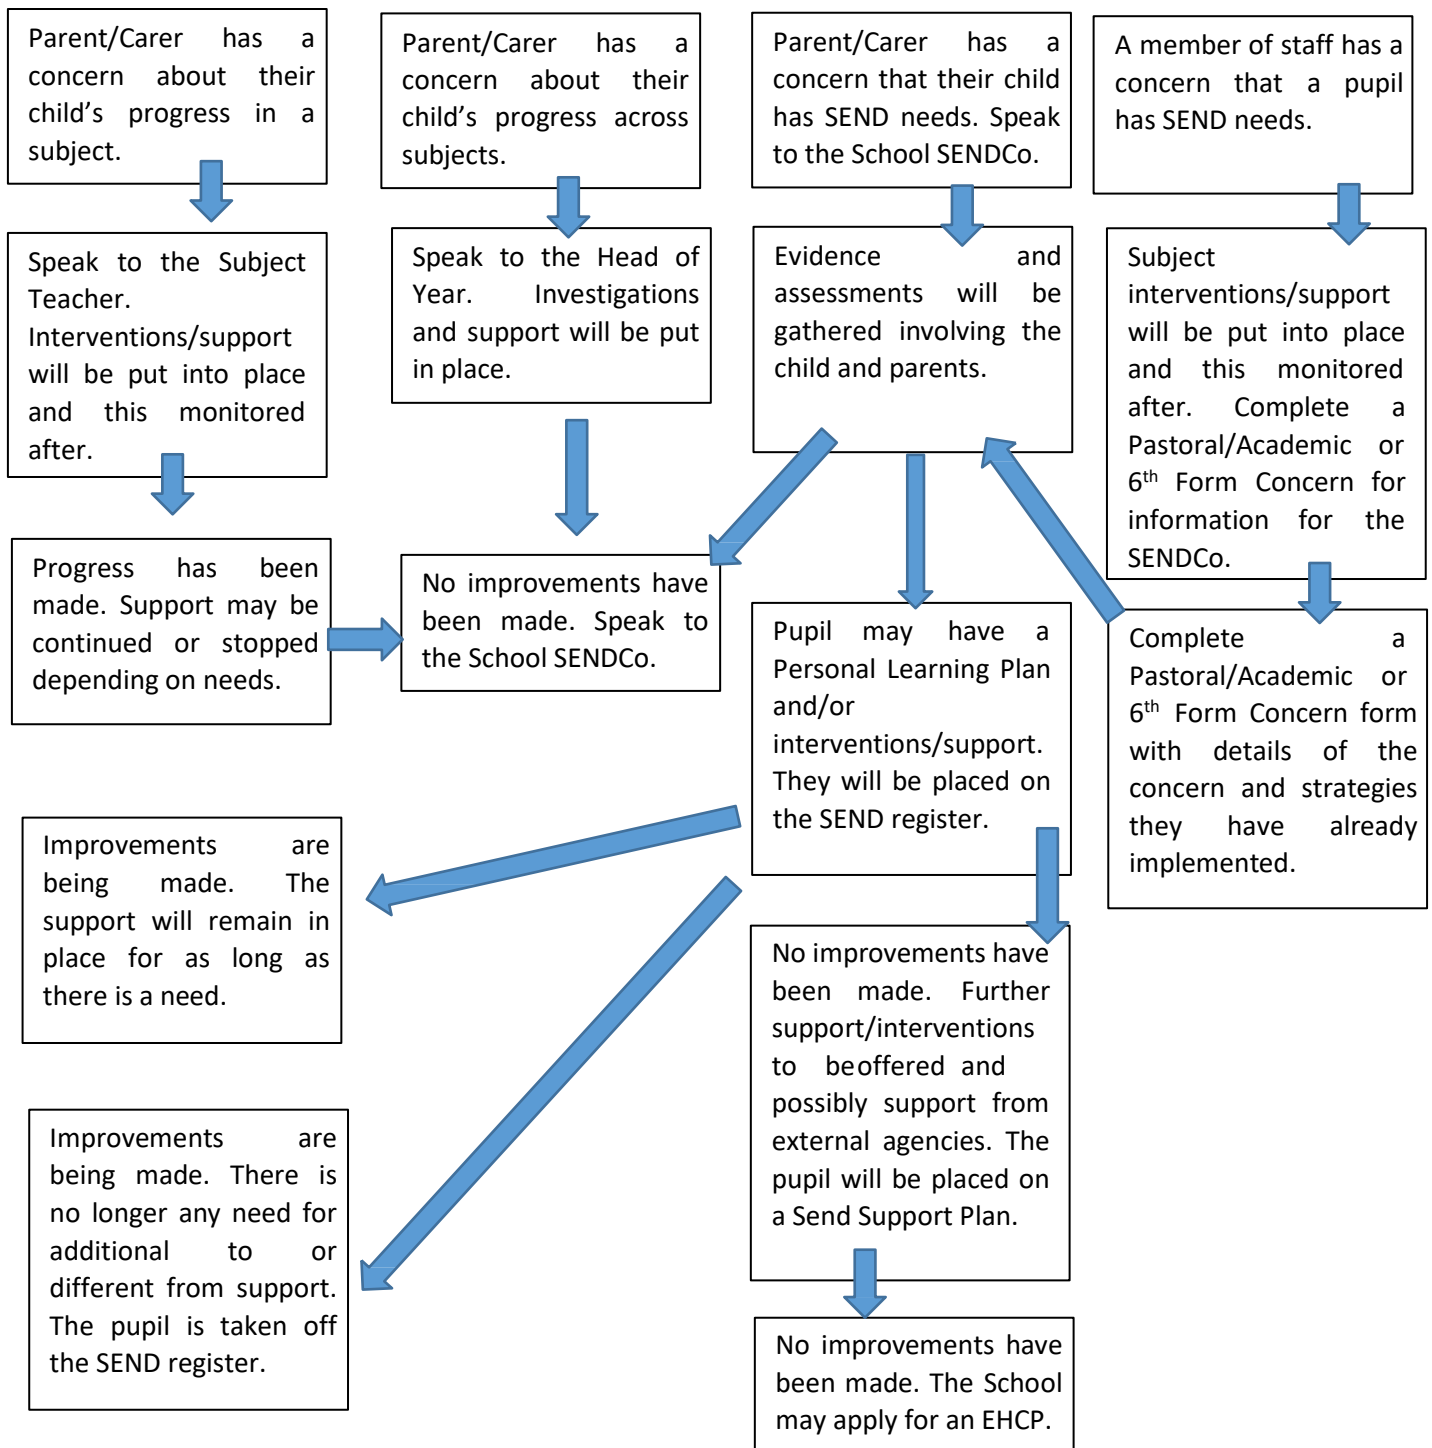 Parent/Carer has a
concern about their
child’s progress in a
subject.
Parent/Carer has a
concern about their
child’s progress across
subjects.
Parent/Carer has a
concern that their child
has SEND needs. Speak
to the School SENDCo.
A member of staff has a
concern that a pupil
has SEND needs.
Speak to the Subject
Teacher.
Interventions/support
will be put into place
and this monitored
after.
Speak to the Head of
Year. Investigations
and support will be put
in place.
Evidence and
assessments will be
gathered involving the
child and parents.
Subject
interventions/support
will be put into place
and this monitored
after. Complete a
Pastoral/Academic or
6th Form Concern for
information for the
SENDCo.
Progress has been
made. Support may be
continued or stopped
depending on needs.
No improvements have
been made. Speak to
the School SENDCo.
Pupil may have a
Personal Learning Plan
and/or
interventions/support.
They will be placed on
the SEND register.
Complete a
Pastoral/Academic or
6th Form Concern form
with details of the
concern and strategies
they have already
implemented.
Improvements are
being made. The
support will remain in
place for as long as
there is a need.
No improvements have
been made. Further
support/interventions
to beoffered and
possibly support from
external agencies. The
pupil will be placed on
a Send Support Plan.
Improvements are
being made. There is
no longer any need for
additional to or
different from support.
The pupil is taken off
the SEND register.
No improvements have
been made. The School
may apply for an EHCP.